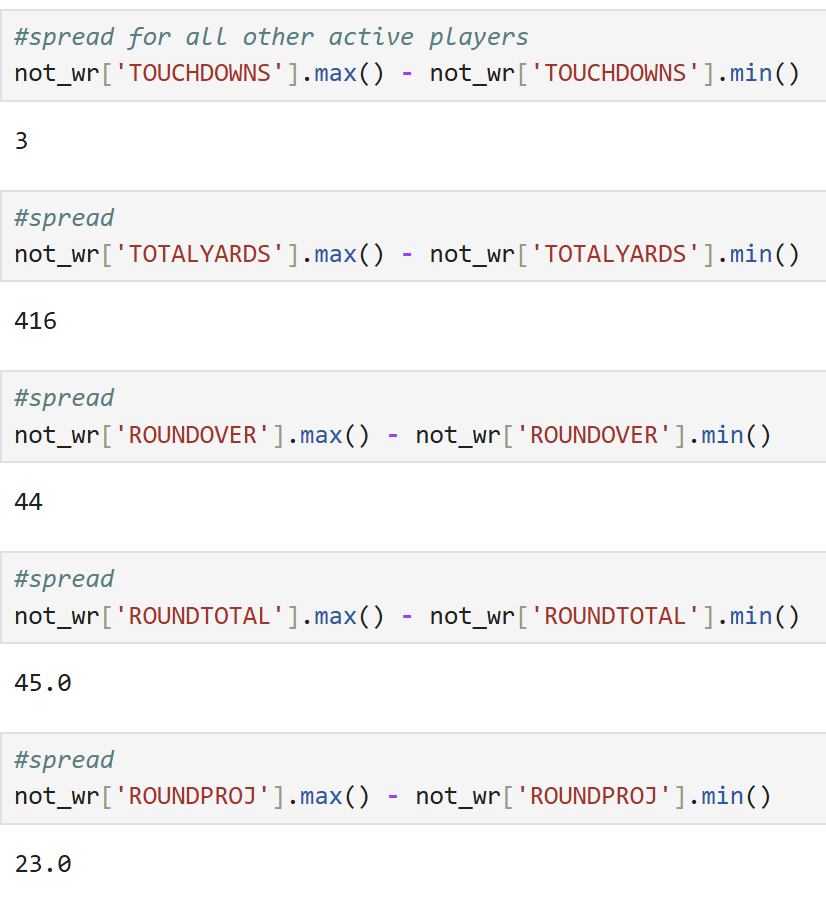 #spread for all other active players
not_wr['TOUCHDOWNS'].max() - not_wr['TOUCHDOWNS'].min()
3
#spread
not_wr['TOTALYARDS'].max() - not_wr['TOTALYARDS'].min()
416
#spread
not_wr['ROUNDOVER'].max() - not_wr['ROUNDOVER'].min()
44
#spread
not_wr['ROUNDTOTAL'].max() - not_wr['ROUNDTOTAL'].min()
45.0
#spread
not_wr['ROUNDPROJ'].max() - not_wr['ROUNDPROJ'].min()
23.0